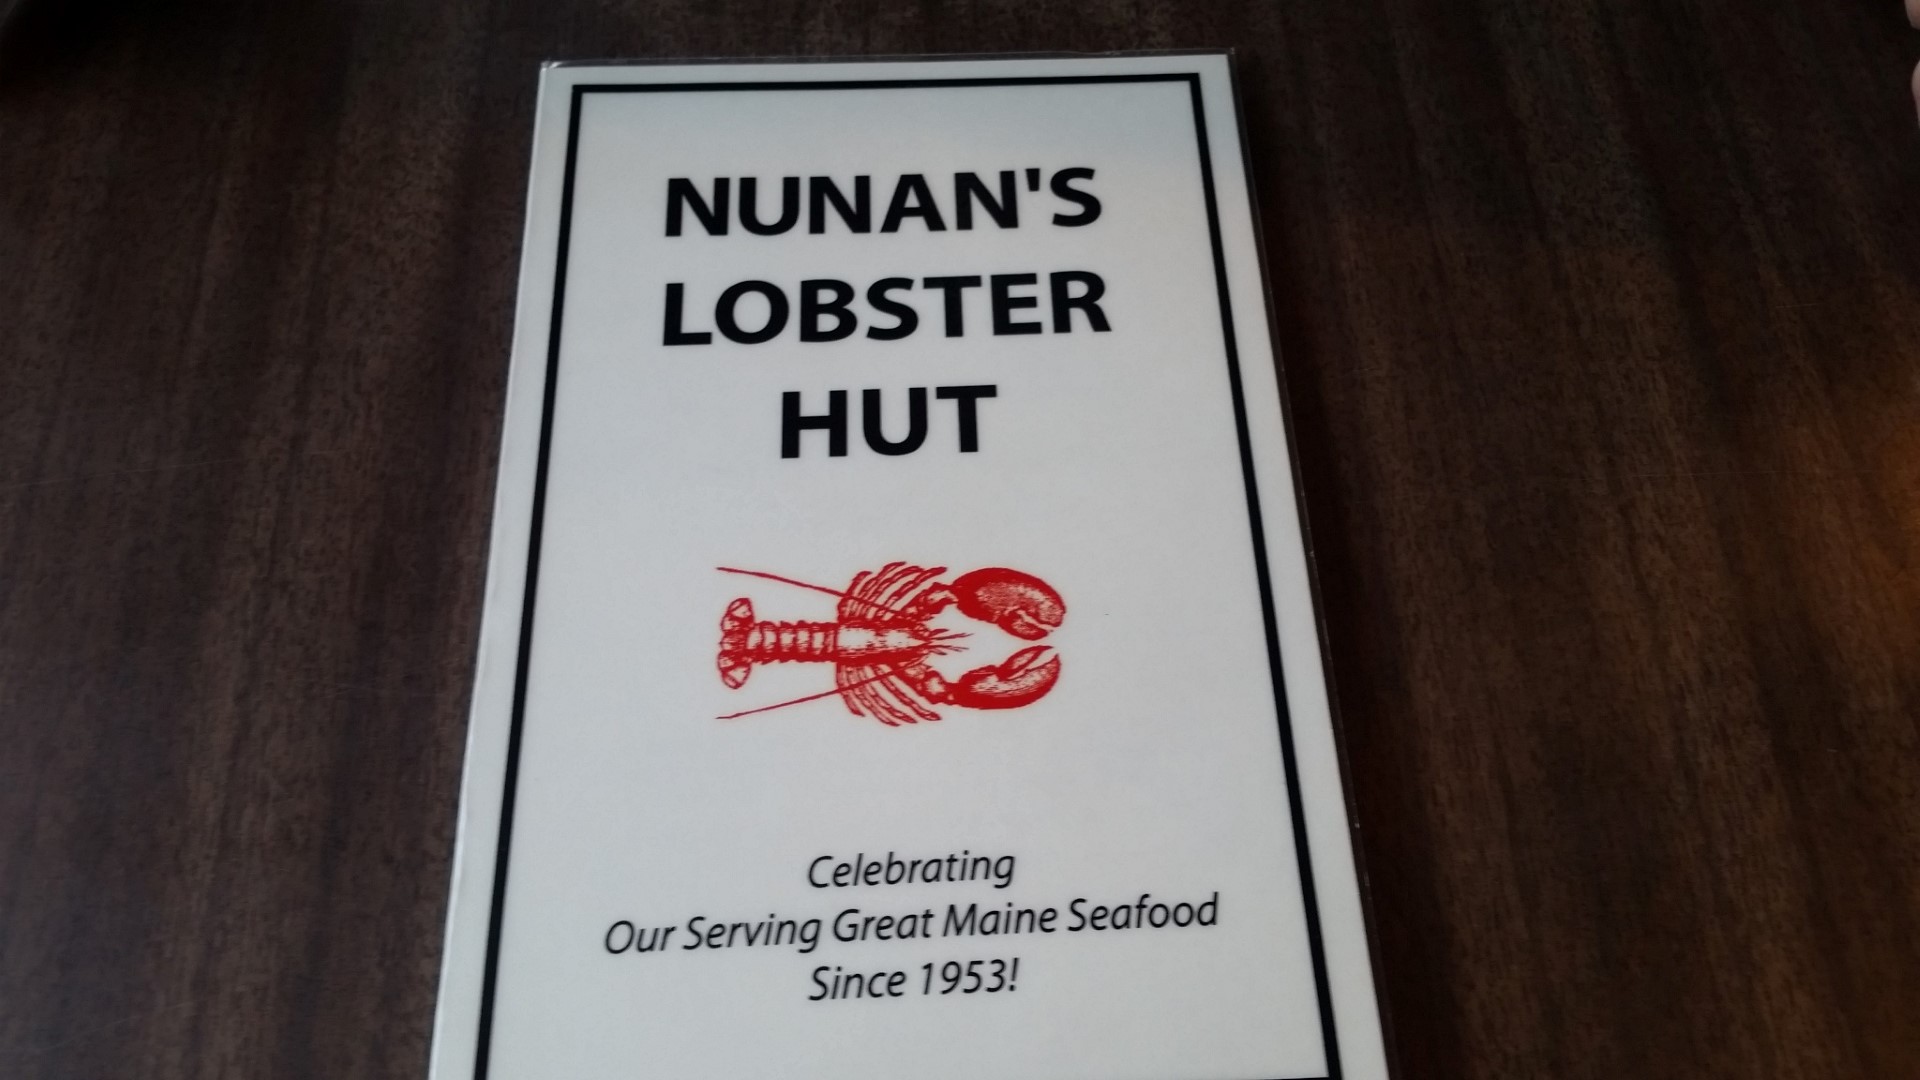 NUNAN'S
LOBSTER
HUT
Celebrating
Our Serving Great Maine Seafood
Since 1953!